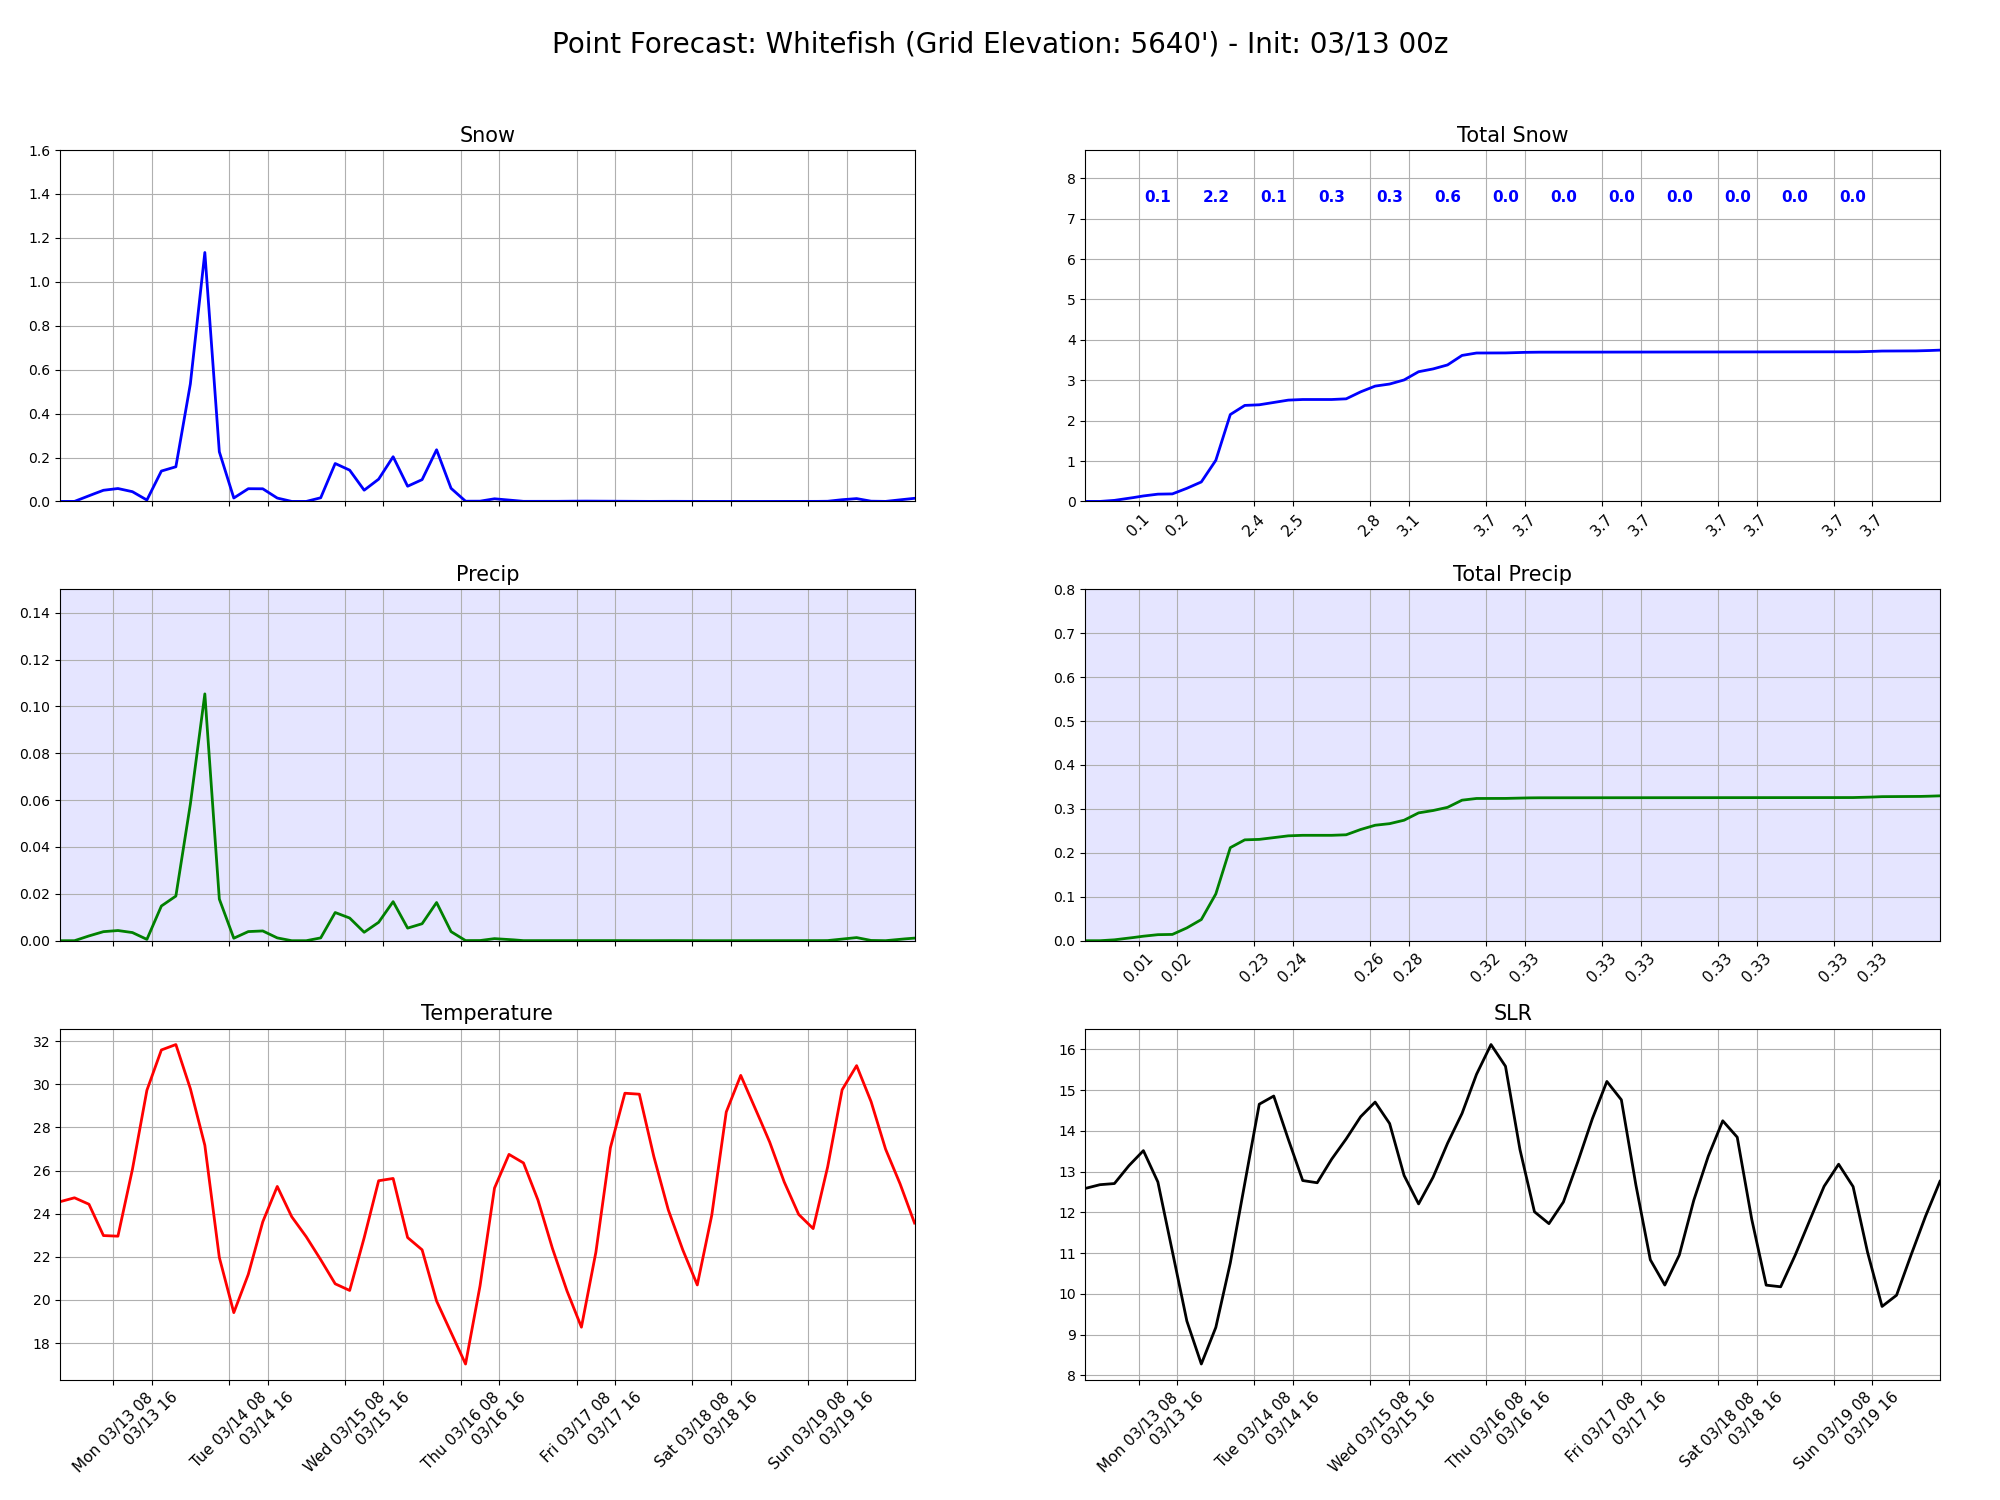 Point Forecast: Whitefish (Grid Elevation: 5640') - Init: 03/13 00z
Snow
1.6
1.4
1.2
1.0
0.8
0.6
0.4
0.2
0.0
Total Snow
8
7
6
5
4
3
2
1
0
0.1 2.2 0.1 0.3 0.3 0.6 0.0 0.0 0.0 0.0 0.0 0.0 0.0
0.1 0.2 2.4 2.5 2.8 3.1 3.7 3.7 3.7 3.7 3.7 3.7 3.7 3.7
Precip
0.14
0.12
0.10
0.08
0.06
0.04
0.02
0.00
Total Precip
0.8
0.7
0.6
0.5
0.4
0.3
0.2
0.1
0.0
0.01 0.02 0.23 0.24 0.26 0.28 0.32 0.33 0.33 0.33 0.33 0.33 0.33 0.33
Temperature
32
30
28
26
24
22
20
18
Mon 03/13 08
03/13 16
Tue 03/14 08
03/14 16
Wed 03/15 08
03/15 16
Thu 03/16 08
03/16 16
Fri 03/17 08
03/17 16
Sat 03/18 08
03/18 16
Sun 03/19 08
03/19 16
SLR
16
15
14
13
12
11
10
9
8
Mon 03/13 08
03/13 16
Tue 03/14 08
03/14 16
Wed 03/15 08
03/15 16
Thu 03/16 08
03/16 16
Fri 03/17 08
03/17 16
Sat 03/18 08
03/18 16
Sun 03/19 08
03/19 16